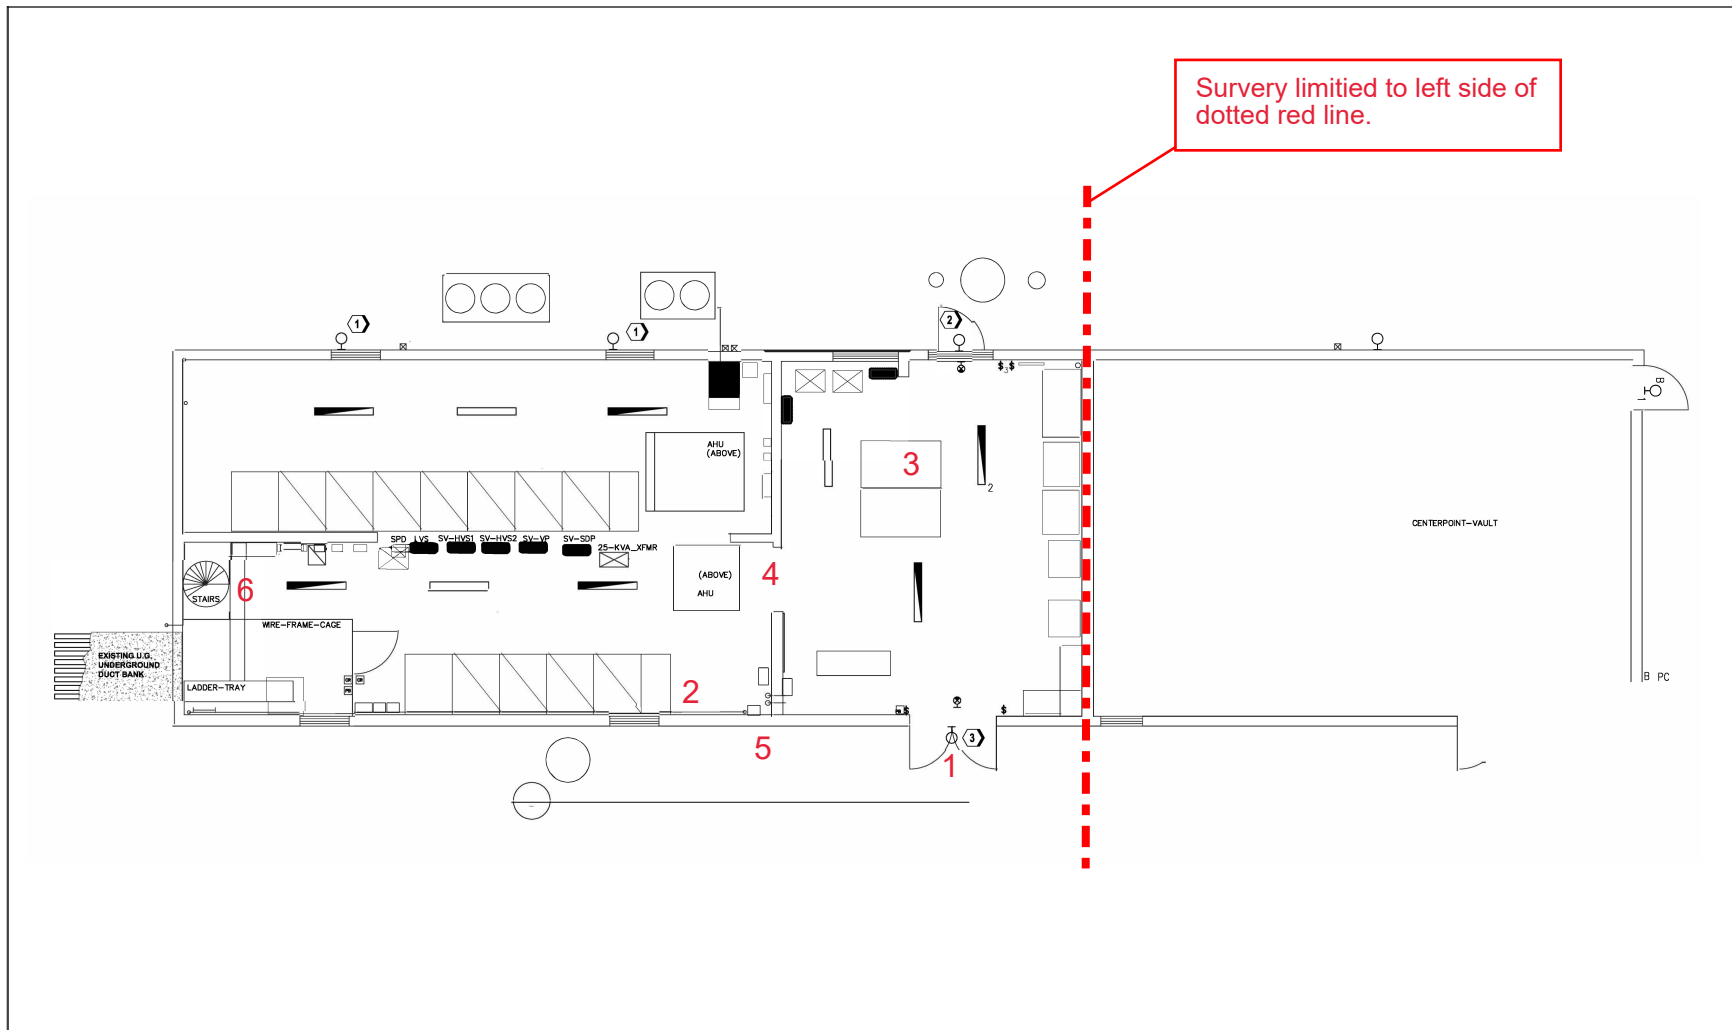 Survery limitied to left side of
dotted red line.
1
1
2
$ $
3
B
1
AHU
(ABOVE)
3
2
CENTERPOINT-VAULT
SPD LVS SV-HVS1 SV-HVS2 SV-VP SV-SDP
25-KVA_XFMR
(ABOVE)
AHU
4
6
STAIRS
WIRE-FRAME-CAGE
EXISTING U.G.
UNDERGROUND
DUCT BANK
LADDER-TRAY
2
B PC
$
$
5
3
1